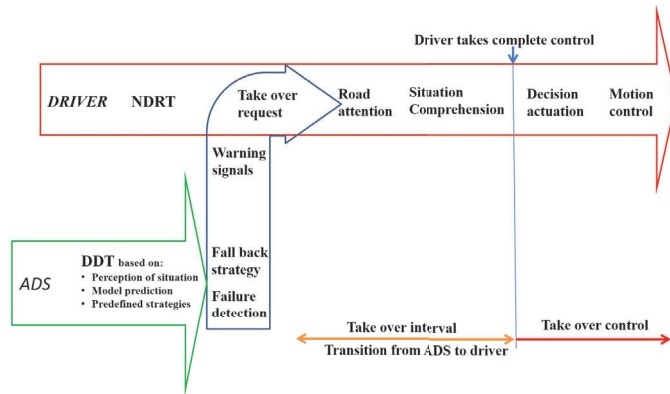 Driver takes complete control
DRIVER
NDRT
Take over
request
Road
attention
Situation
Comprehension
Decision
actuation
Motion
control
Warning
signals
ADS
DDT based on:
• Perception of situation
• Model prediction
• Predefined strategies
Fall back
strategy
Failure
detection
Take over interval
Transition from ADS to driver
Take over control